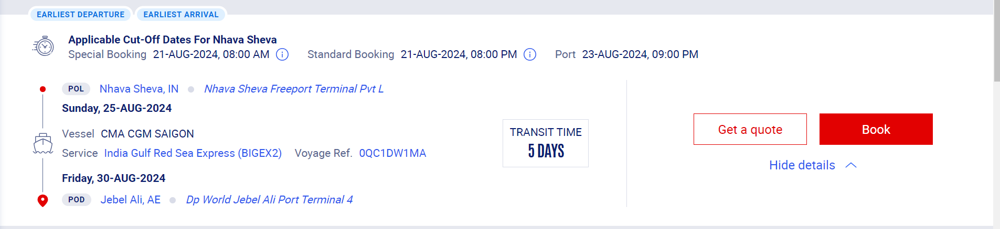 EARLIEST DEPARTURE EARLIEST ARRIVAL
Applicable Cut-Off Dates For Nhava Sheva
Special Booking 21-AUG-2024, 08:00 AM Standard Booking 21-AUG-2024, 08:00 PM Port 23-AUG-2024, 09:00 PM
POL Nhava Sheva, IN Nhava Sheva Freeport Terminal Pvt L
Sunday, 25-AUG-2024
Vessel CMA CGM SAIGON
Service India Gulf Red Sea Express (BIGEX2) Voyage Ref. 0QC1DW1MA
Friday, 30-AUG-2024
POD Jebel Ali, AE Dp World Jebel Ali Port Terminal 4
TRANSIT TIME
5 DAYS
Get a quote Book
Hide details